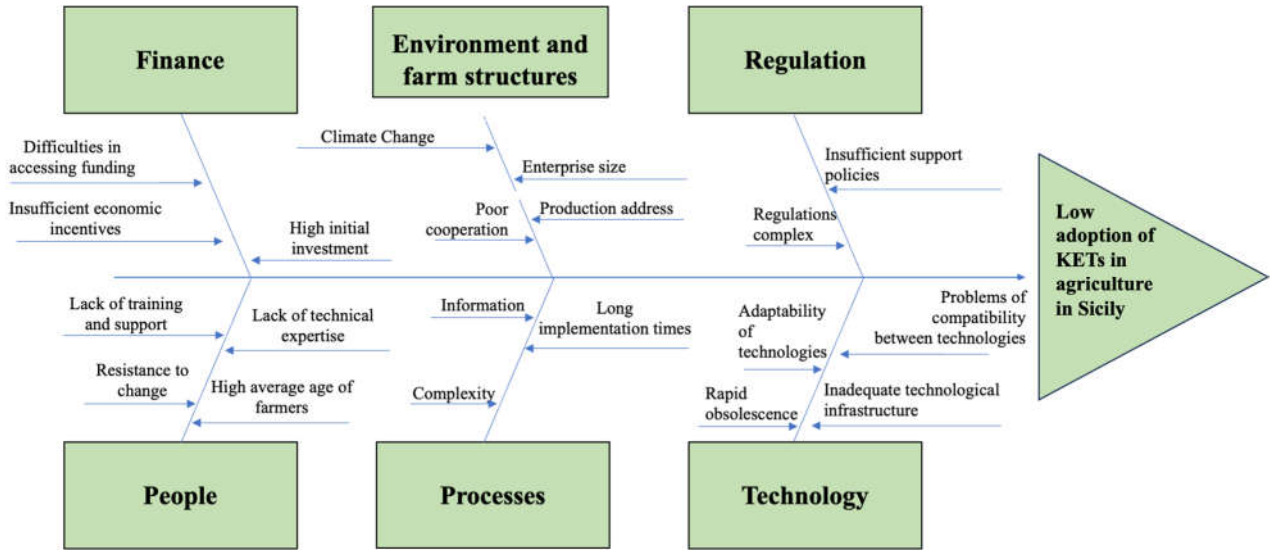 Finance
Environment and
farm structures
Regulation
Difficulties in
accessing funding
Insufficient economic
incentives
High initial
investment
Climate Change
Enterprise size
Poor
cooperation
Production address
Insufficient support
policies
Regulations
complex
Low
adoption of
KETs in
agriculture
in Sicily
Lack of training
and support
Lack of technical
expertise
Resistance to
change
High average age of
farmers
Information
Long
implementation times
Complexity
Adaptability
of
technologies
Problems of
compatibility
between technologies
Rapid
obsolescence
Inadequate technological
infrastructure
People
Processes
Technology